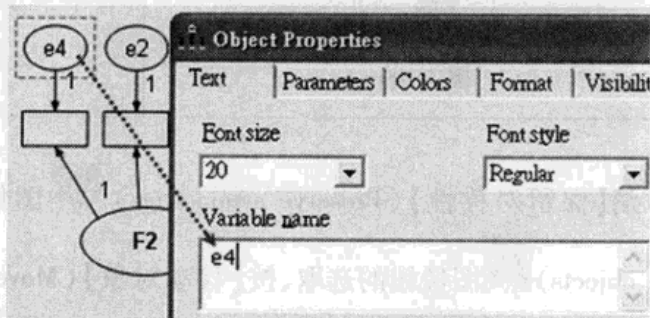 e4
e2
1
1
1
F2
Object Properties
Text
Parameters
Colors
Format
Visibilit
Font size
Font style
20
Regular
Variable name
e4